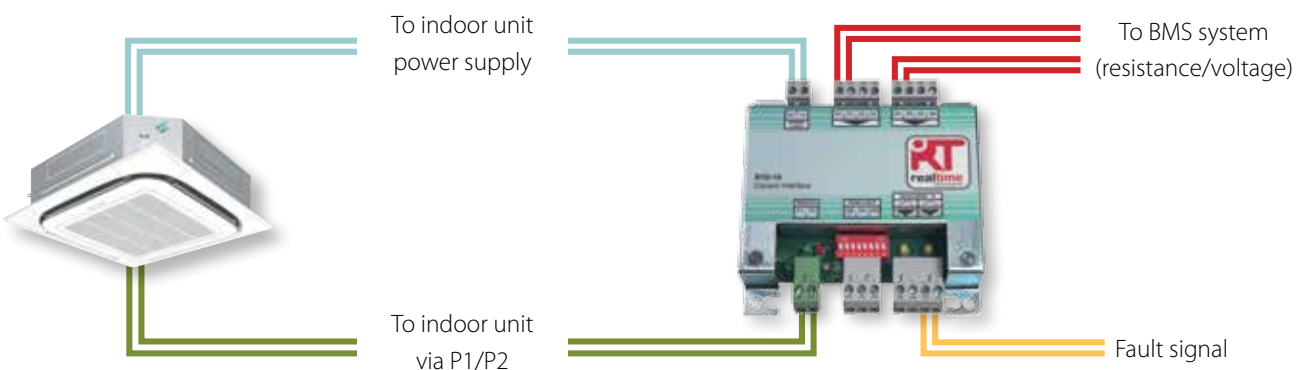 To indoor unit
power supply
To BMS system
(resistance/voltage)
realtime
To indoor unit
via P1/P2
Fault signal